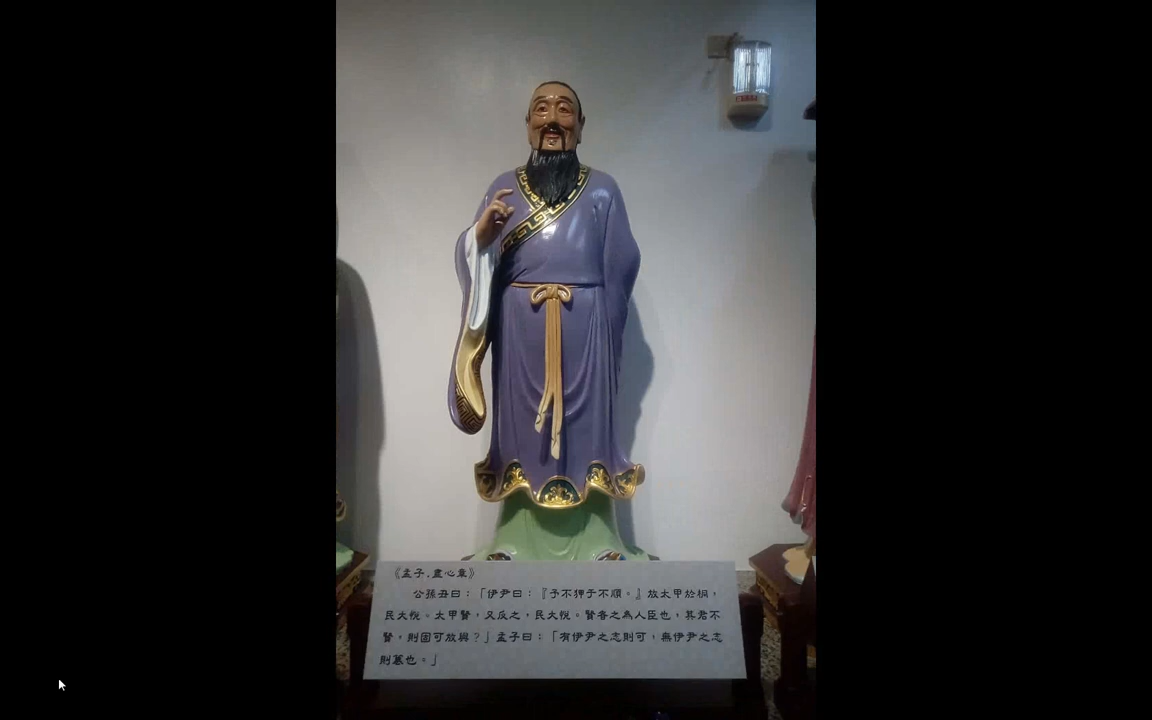 《孟子.盡心章》
公孫丑曰：「伊尹曰：『予不狎于不順。』放太甲於桐，
民大悅。太甲賢，又反之，民大悅。賢者之為人臣也，其君不
賢，則固可放與？」孟子曰：「有伊尹之志則可，無伊尹之志
則篡也。」